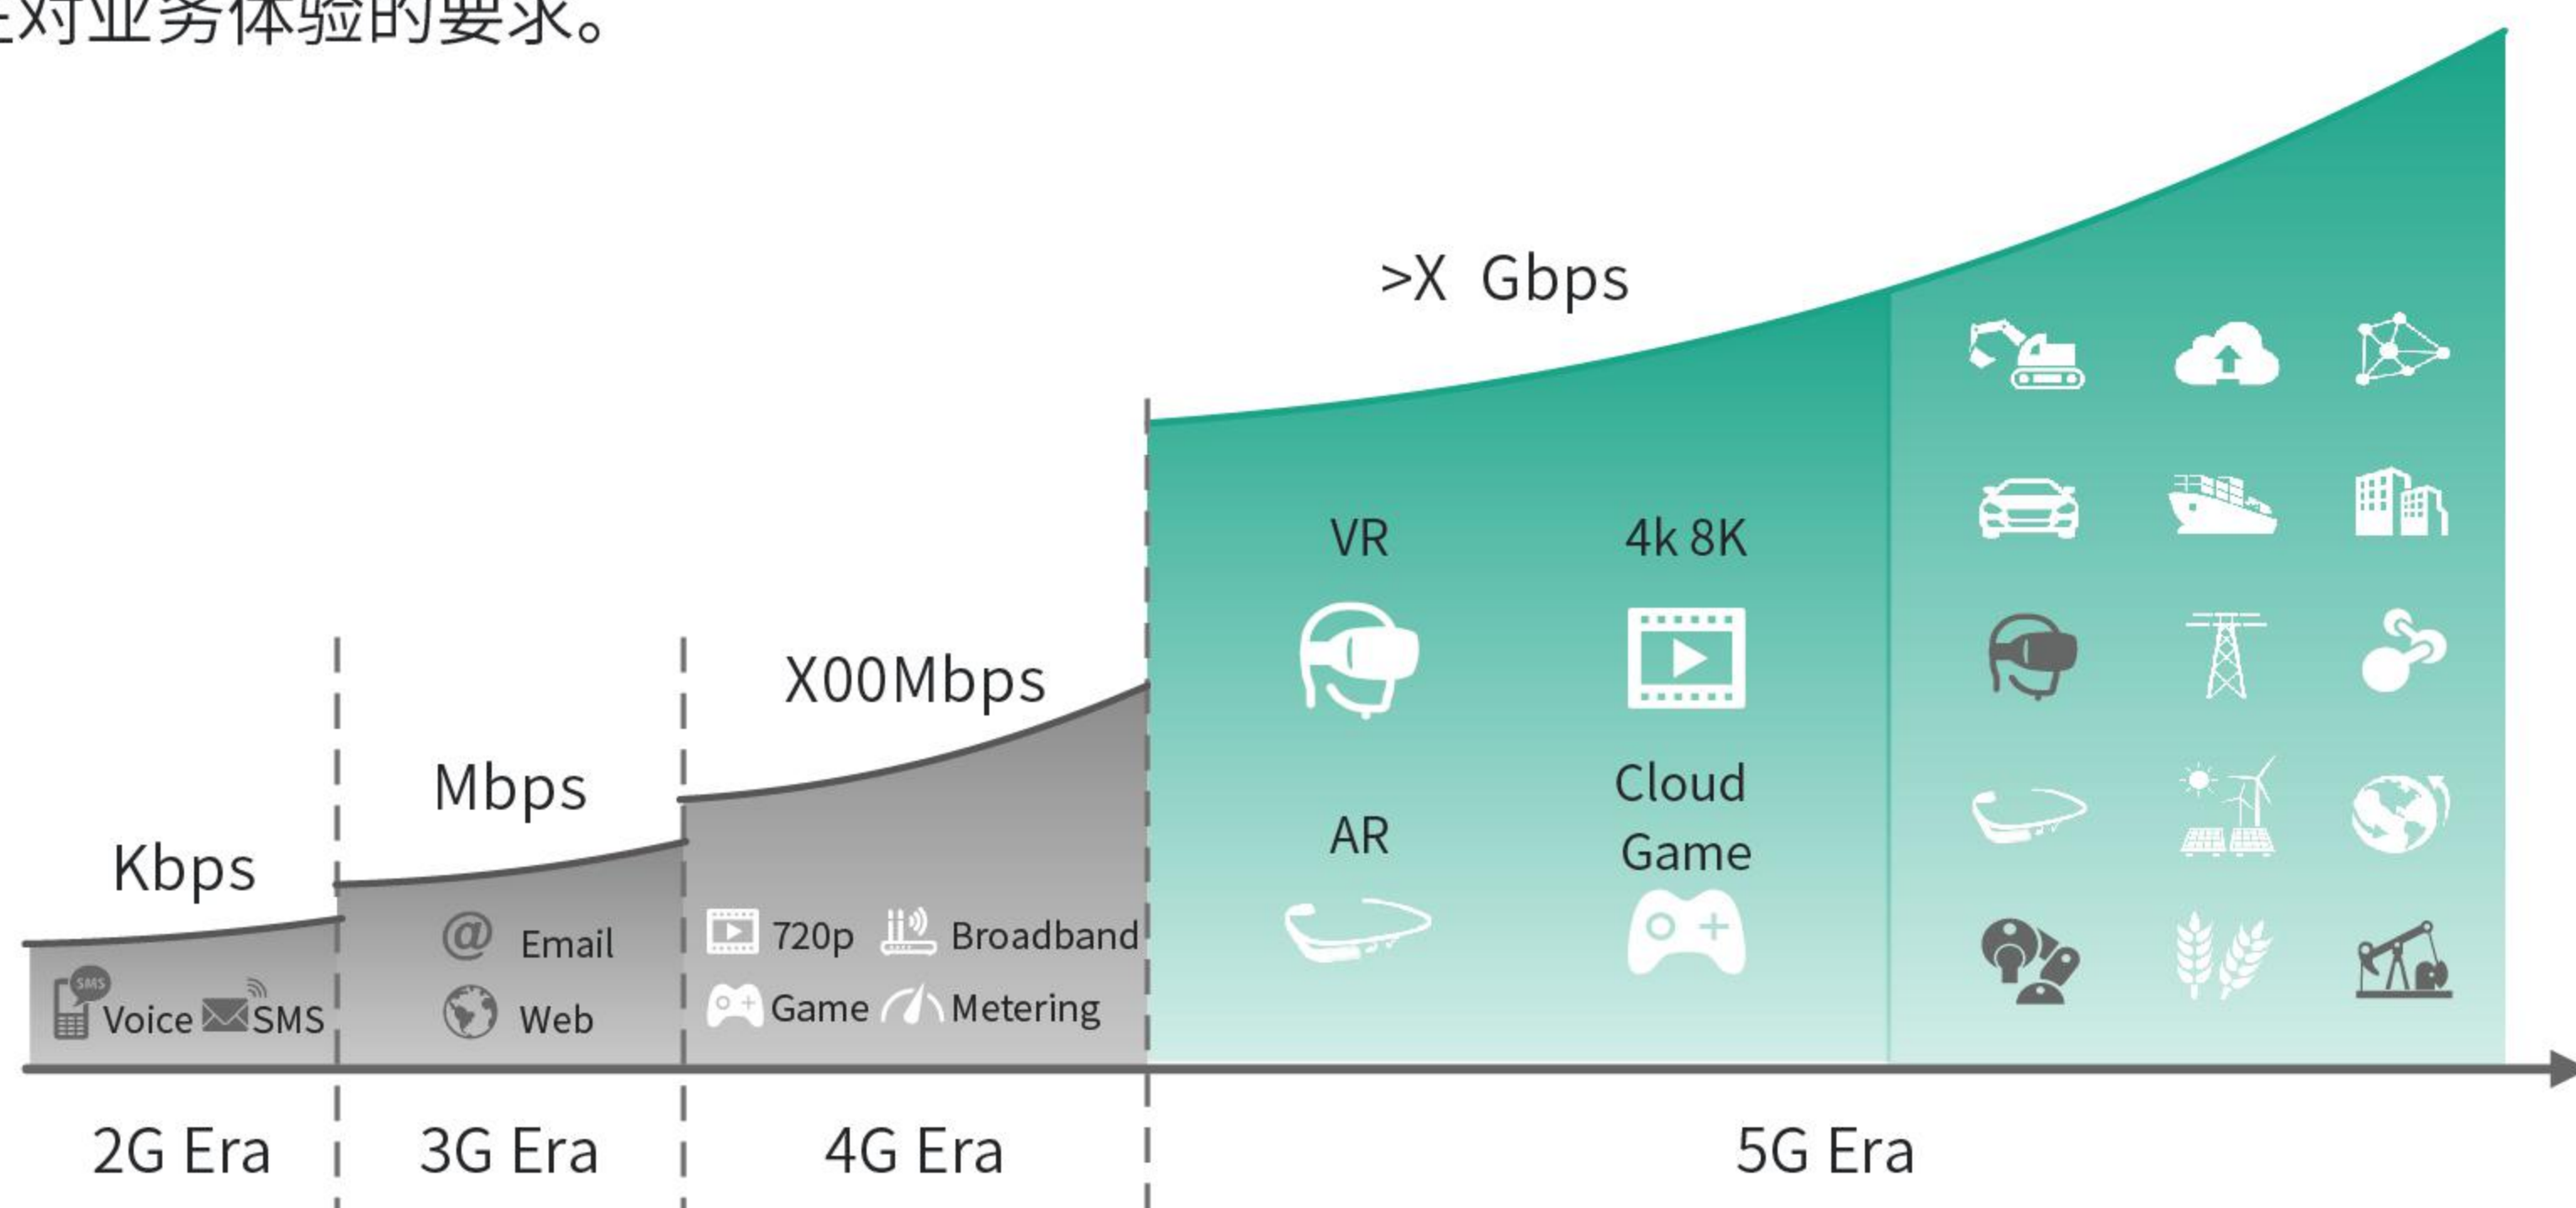 对业务体验的要求。
>X Gbps
VR
4k 8K
X00Mbps
Mbps
Cloud
Game
AR
Kbps
Email
720p
Broadband
SMS
Voice
SMS
Web
Game
Metering
2G Era
3G Era
4G Era
5G Era